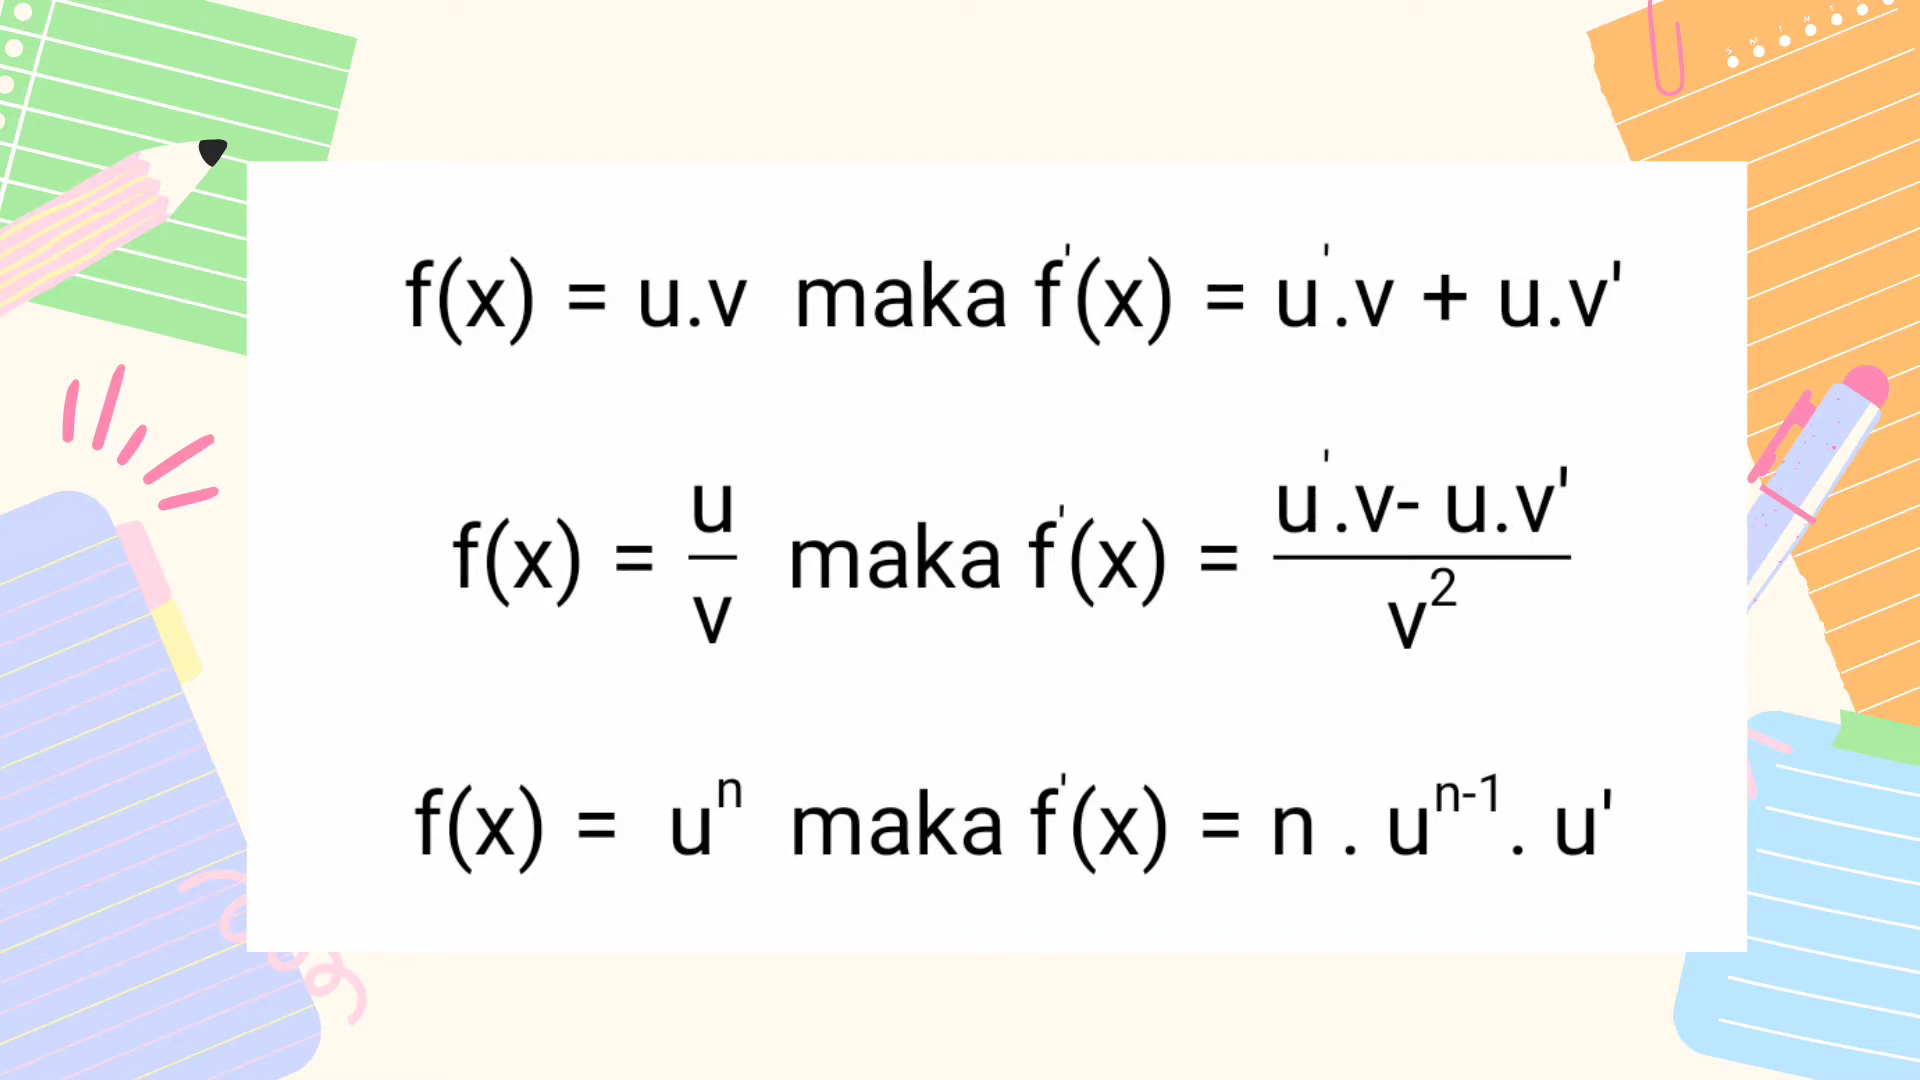 S M T N T
f(x) = u.v maka f'(x) = u'.v + u.v'
f(x) = u/v maka f'(x) = u'.v- u.v'/v²
f(x) = uⁿ maka f'(x) = n . uⁿ⁻¹ . u'